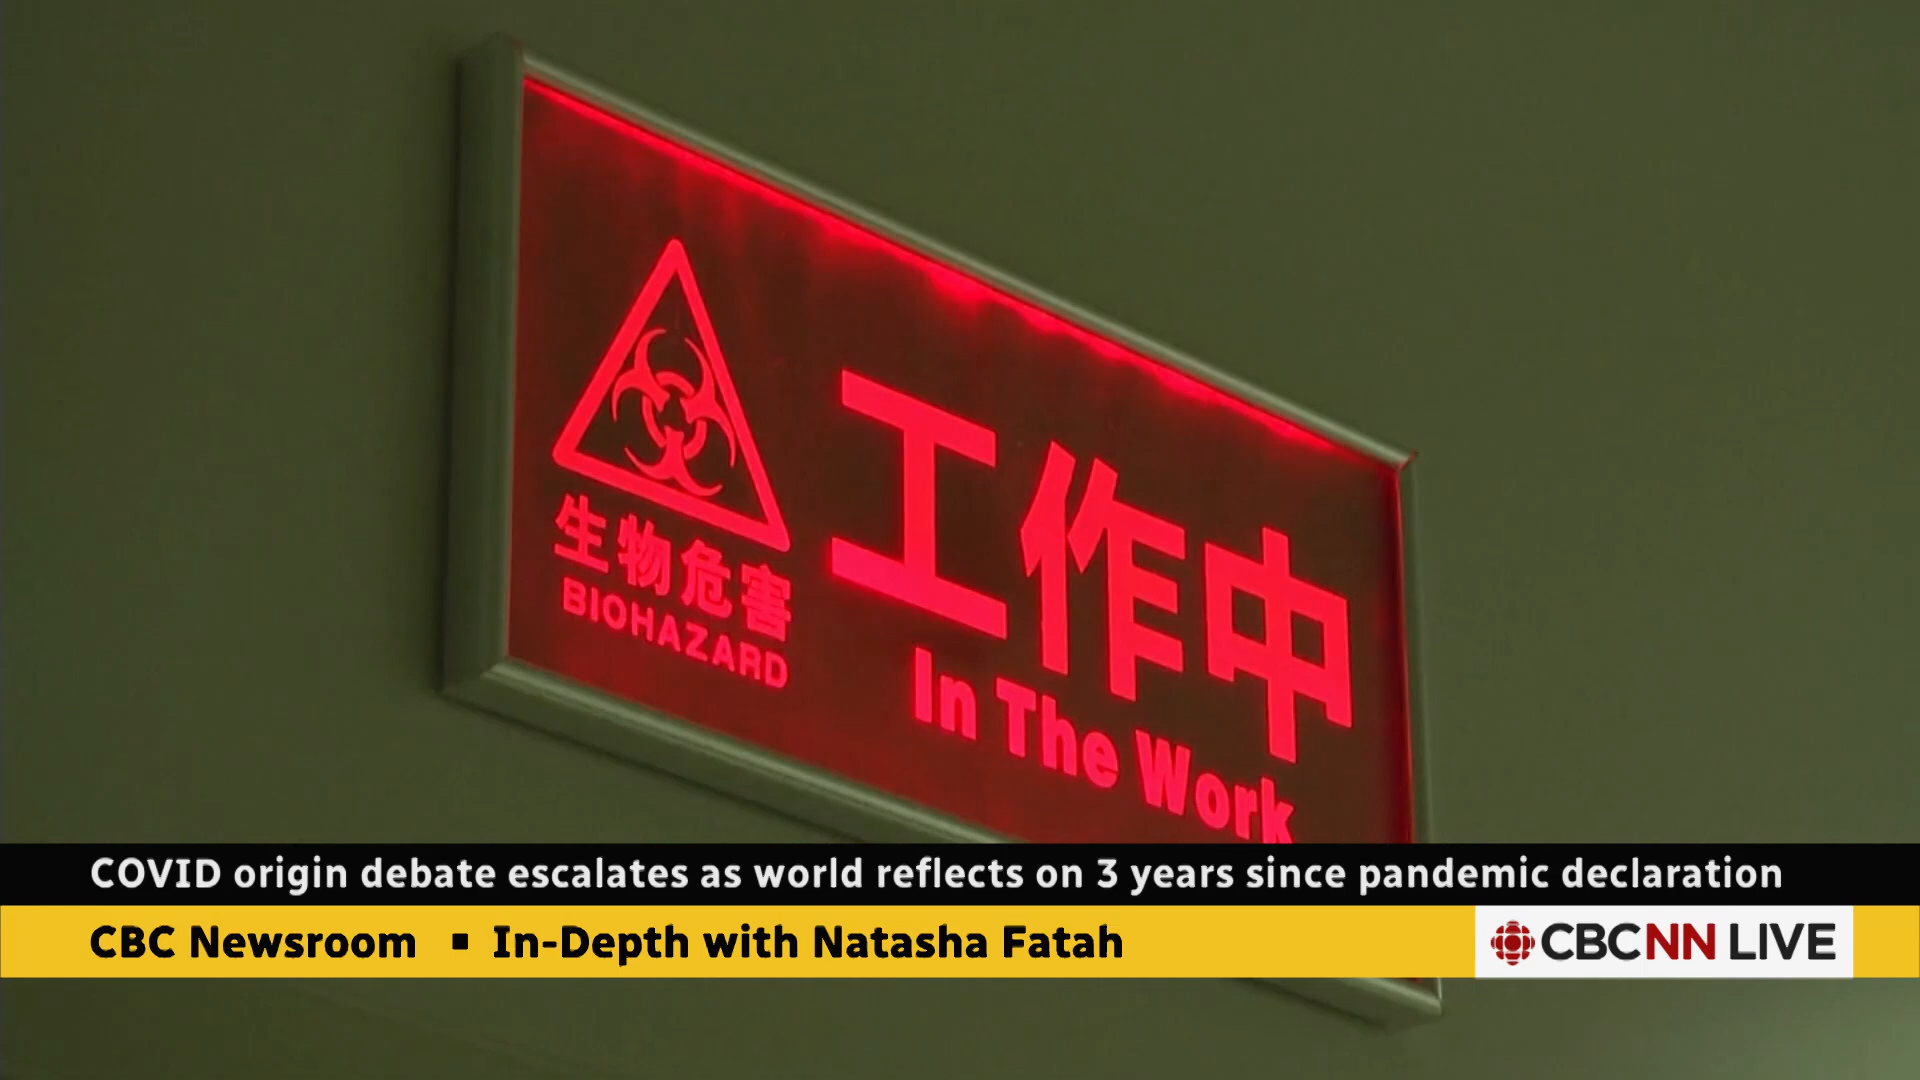 生物危害
BIOHAZARD
工作中
In The Work
COVID origin debate escalates as world reflects on 3 years since pandemic declaration
CBC Newsroom ▪ In-Depth with Natasha Fatah
CBCNN LIVE